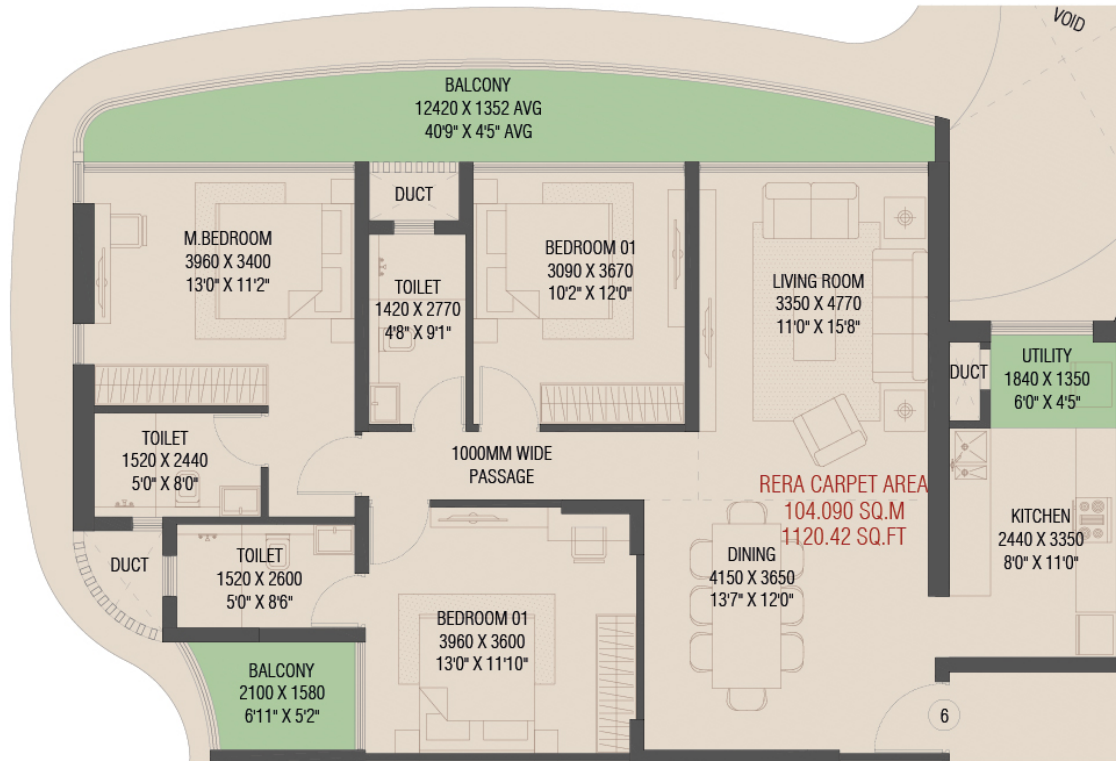 VOID
BALCONY
12420 X 1352 AVG
40'9" X 4'5" AVG
DUCT
M.BEDROOM
3960 X 3400
13'0" X 11'2"
BEDROOM 01
3090 X 3670
10'2" X 12'0"
TOILET
1420 X 2770
4'8" X 9'1"
LIVING ROOM
3350 X 4770
11'0" X 15'8"
DUCT
UTILITY
1840 X 1350
6'0" X 4'5"
TOILET
1520 X 2440
5'0" X 8'0"
1000MM WIDE
PASSAGE
RERA CARPET AREA
104.090 SQ.M
1120.42 SQ.FT
KITCHEN
2440 X 3350
8'0" X 11'0"
DUCT
TOILET
1520 X 2600
5'0" X 8'6"
DINING
4150 X 3650
13'7" X 12'0"
BEDROOM 01
3960 X 3600
13'0" X 11'10"
BALCONY
2100 X 1580
6'11" X 5'2"
6